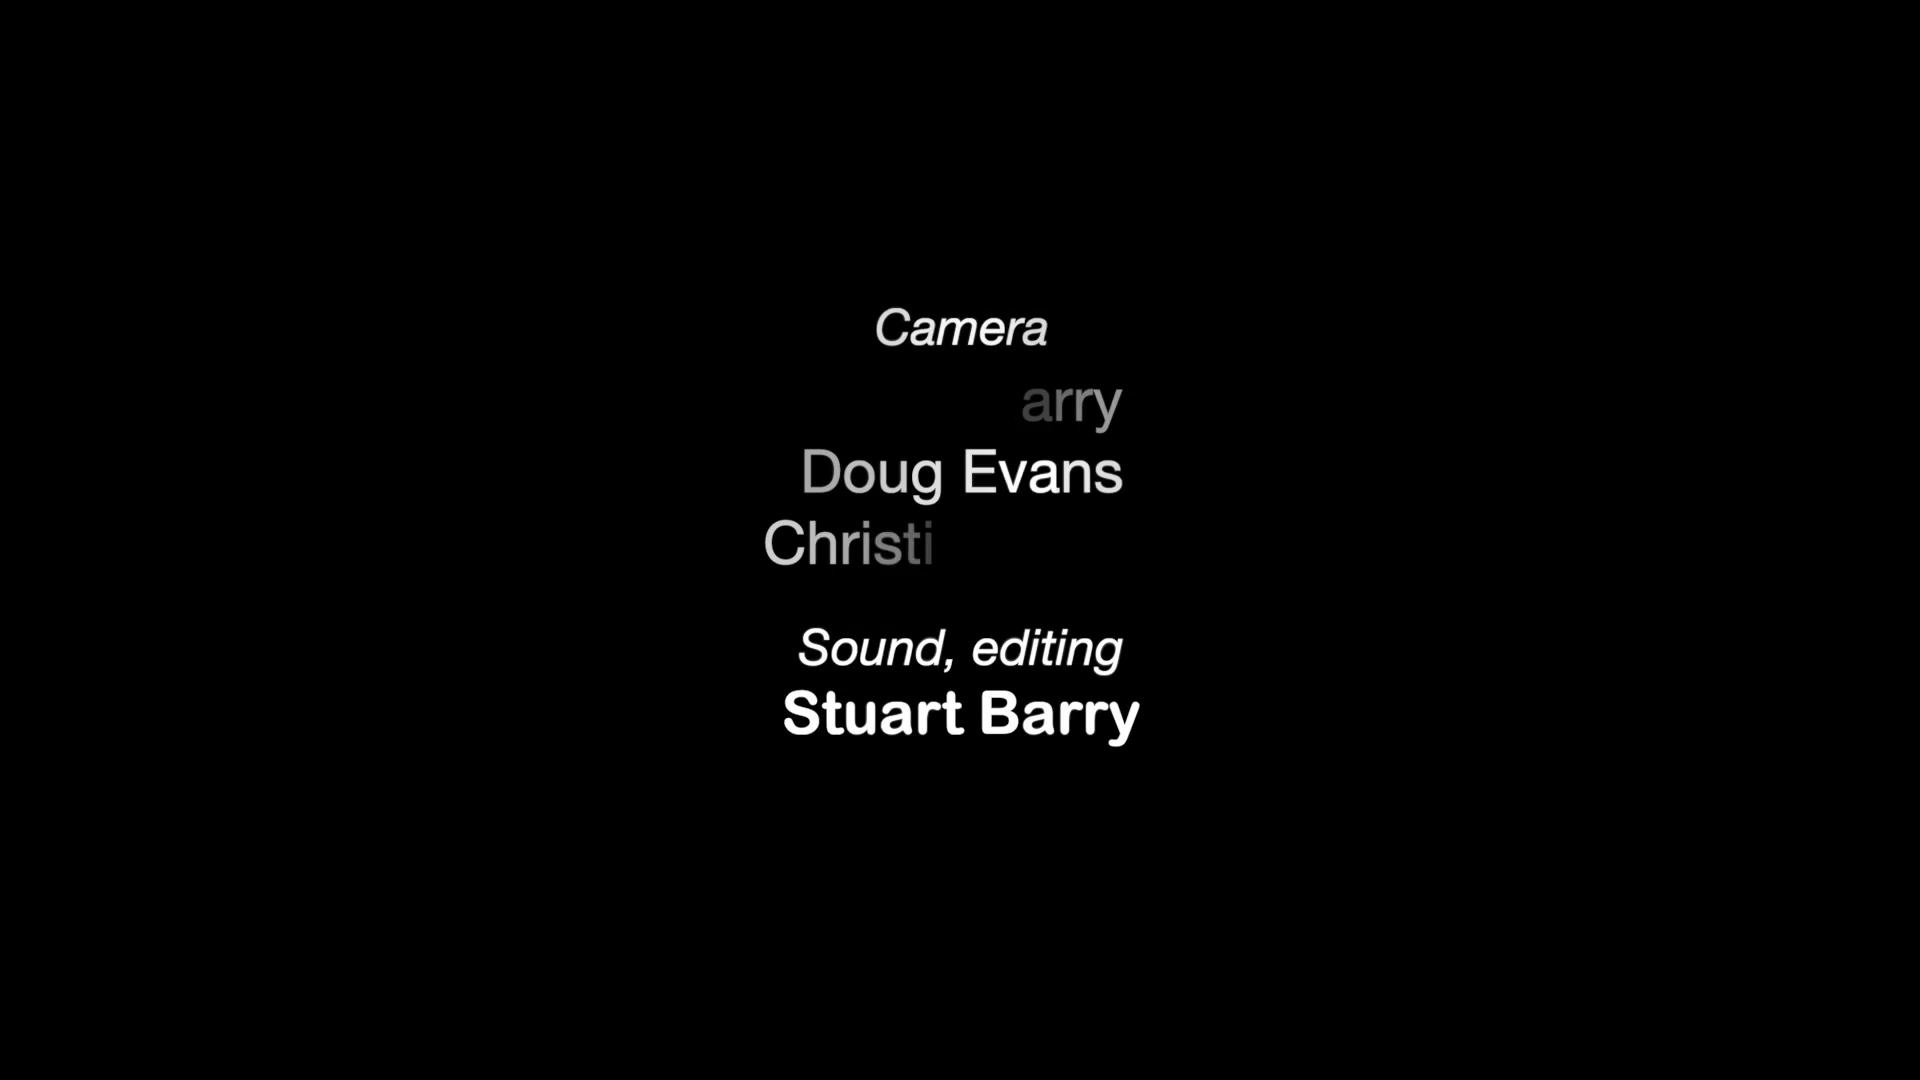 Camera
arry
Doug Evans
Christi
Sound, editing
Stuart Barry